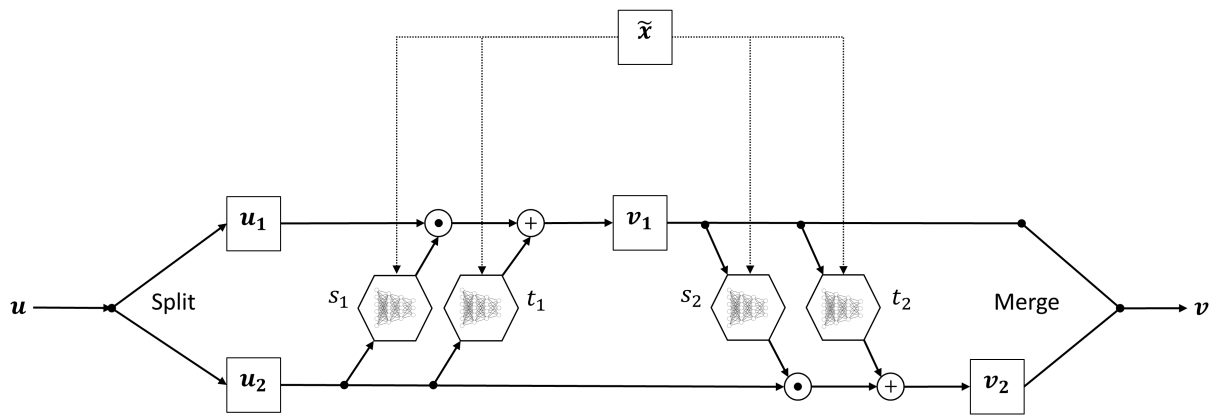 x̃
u₁
v₁
⊙
+
s₁
t₁
s₂
t₂
u
Split
Merge
v
u₂
⊙
+
v₂